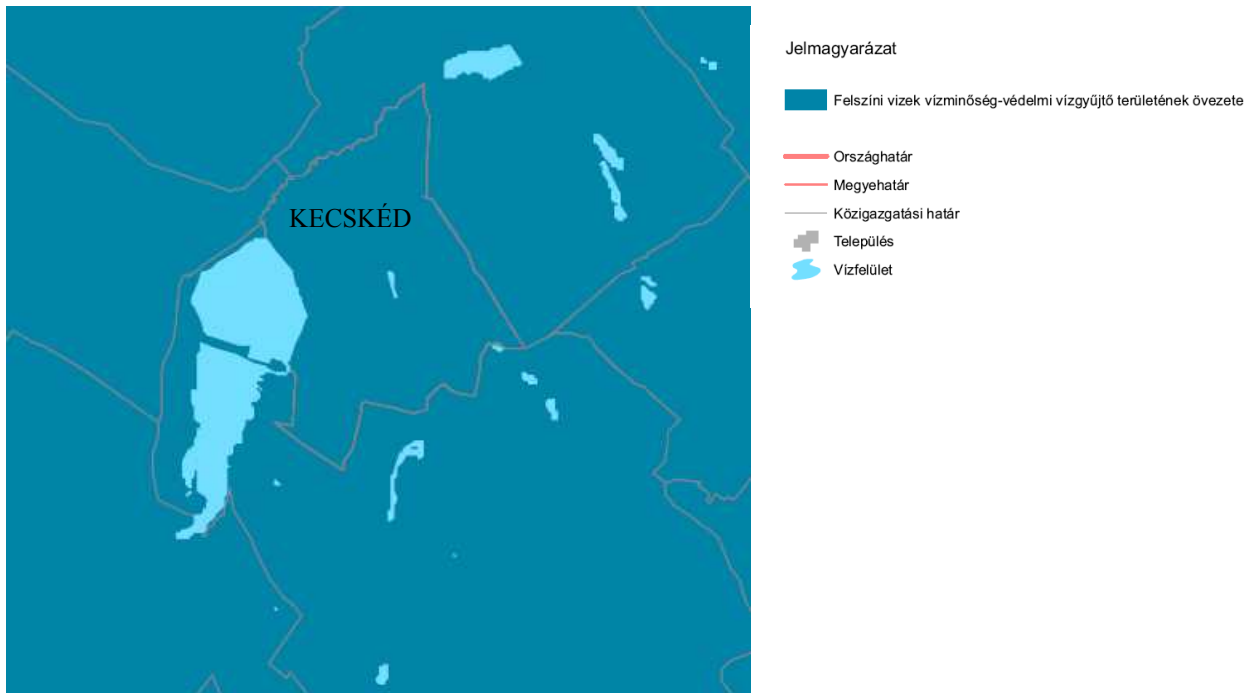 KECSKÉD
Jelmagyarázat
Felszíni vizek vízminőség-védelmi vízgyűjtő területének övezete
Országhatár
Megyehatár
Közigazgatási határ
Település
Vízfelület